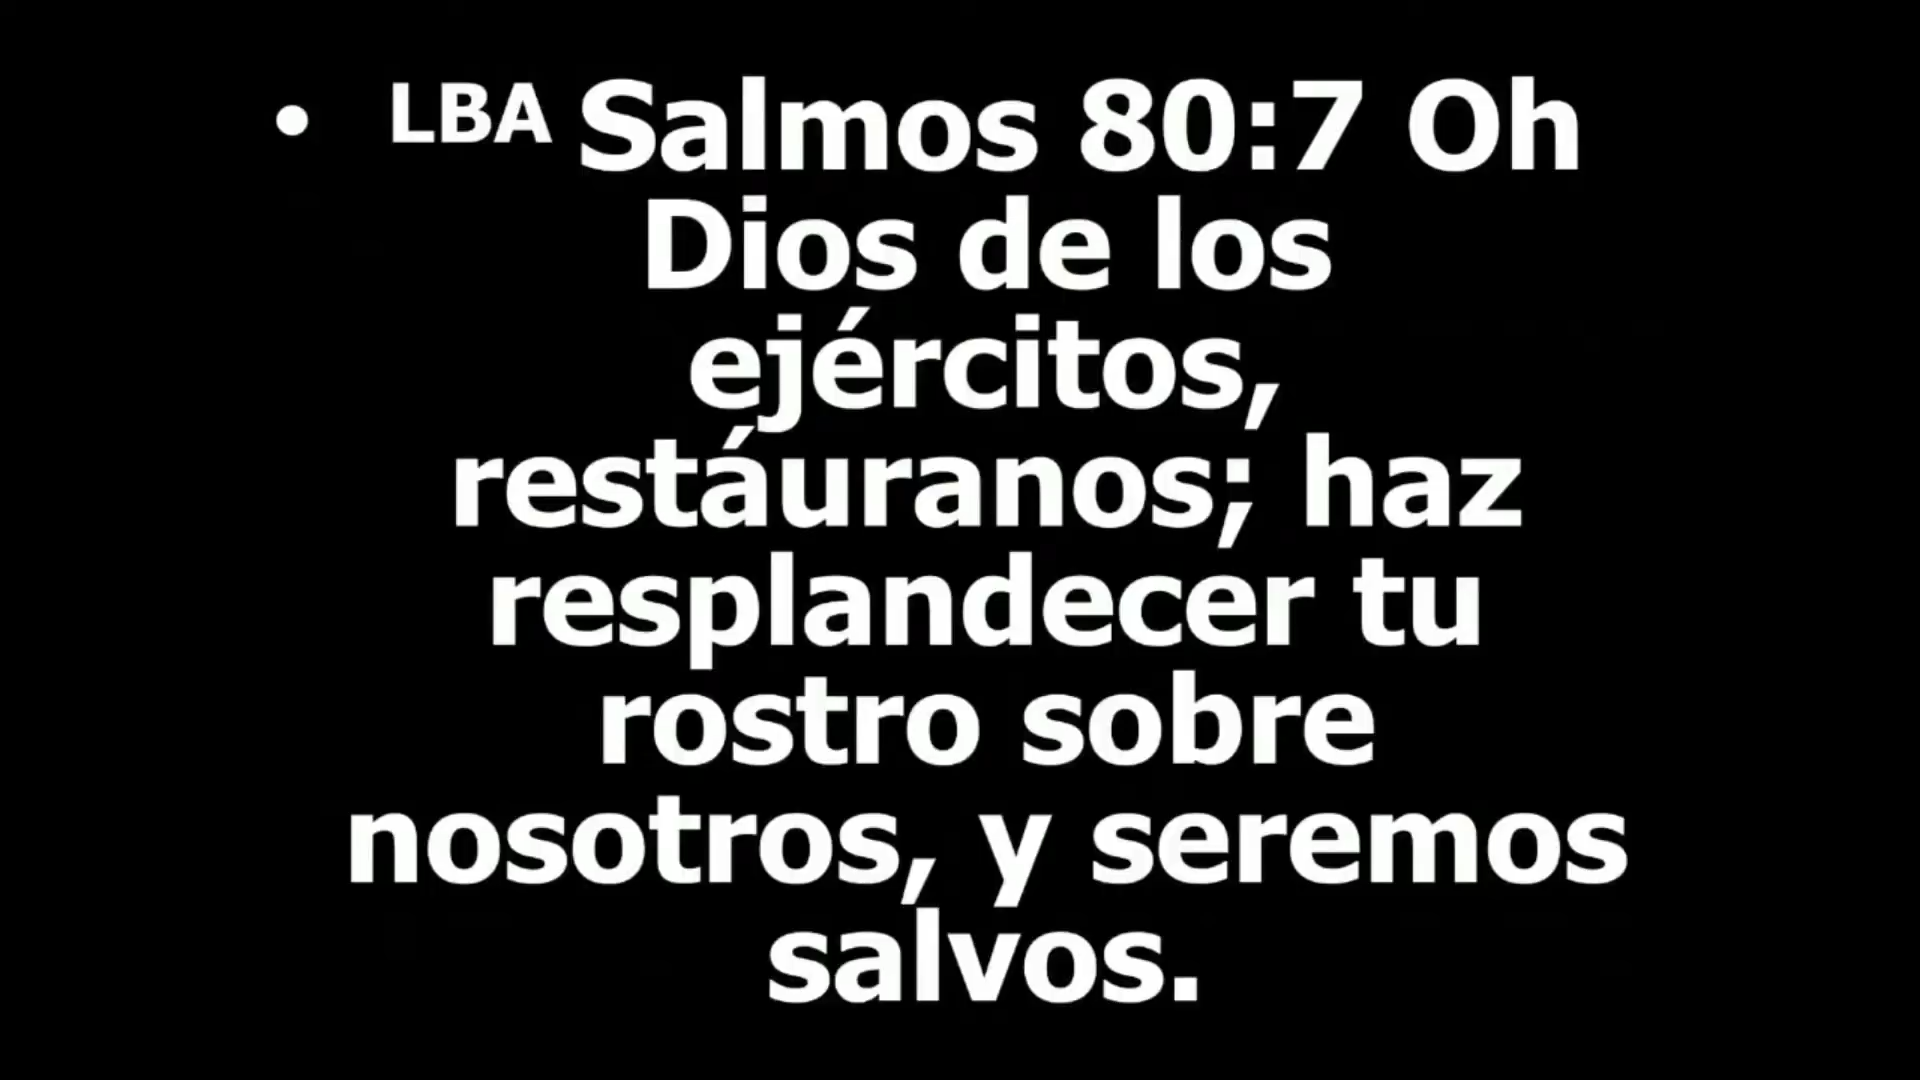 • LBA Salmos 80:7 Oh
Dios de los
ejércitos,
restáuranos; haz
resplandecer tu
rostro sobre
nosotros, y seremos
salvos.